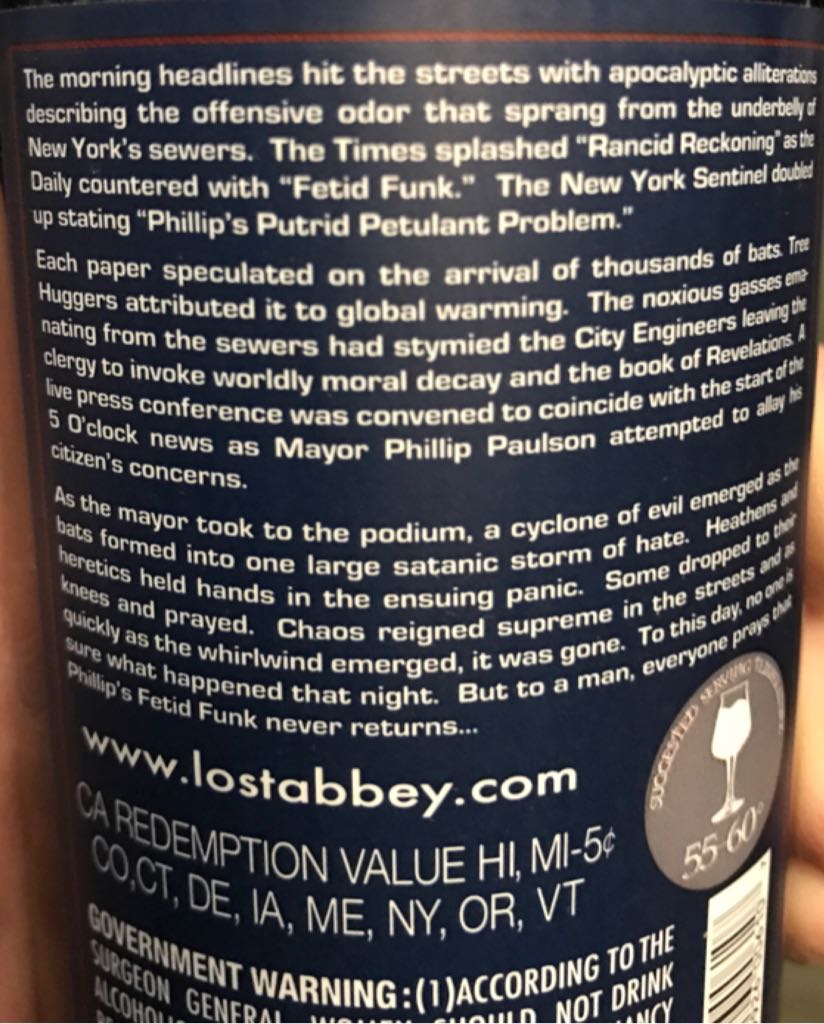 The morning headlines hit the streets with apocalyptic alliterations
describing the offensive odor that sprang from the underbelly of
New York's sewers. The Times splashed "Rancid Reckoning" as the
Daily countered with "Fetid Funk." The New York Sentinel doubled
up stating "Phillip's Putrid Petulant Problem."
Each paper speculated on the arrival of thousands of bats. Tree
Huggers attributed it to global warming. The noxious gasses ema-
nating from the sewers had stymied the City Engineers leaving the
clergy to invoke worldly moral decay and the book of Revelations. A
live press conference was convened to coincide with the start of the
5 O'clock news as Mayor Phillip Paulson attempted to allay his
citizen's concerns.
As the mayor took to the podium, a cyclone of evil emerged as the
bats formed into one large satanic storm of hate. Heathens and
heretics held hands in the ensuing panic. Some dropped to their
knees and prayed. Chaos reigned supreme in the streets and as
quickly as the whirlwind emerged, it was gone. To this day, no one is
sure what happened that night. But to a man, everyone prays that
Phillip's Fetid Funk never returns...
www.lostabbey.com
SUGGESTED SERVING
55-60°
CA REDEMPTION VALUE HI, MI-5¢
CO,CT, DE, IA, ME, NY, OR, VT
GOVERNMENT WARNING:(1)ACCORDING TO THE
SURGEON GENERAL WOMEN SHOULD NOT DRINK